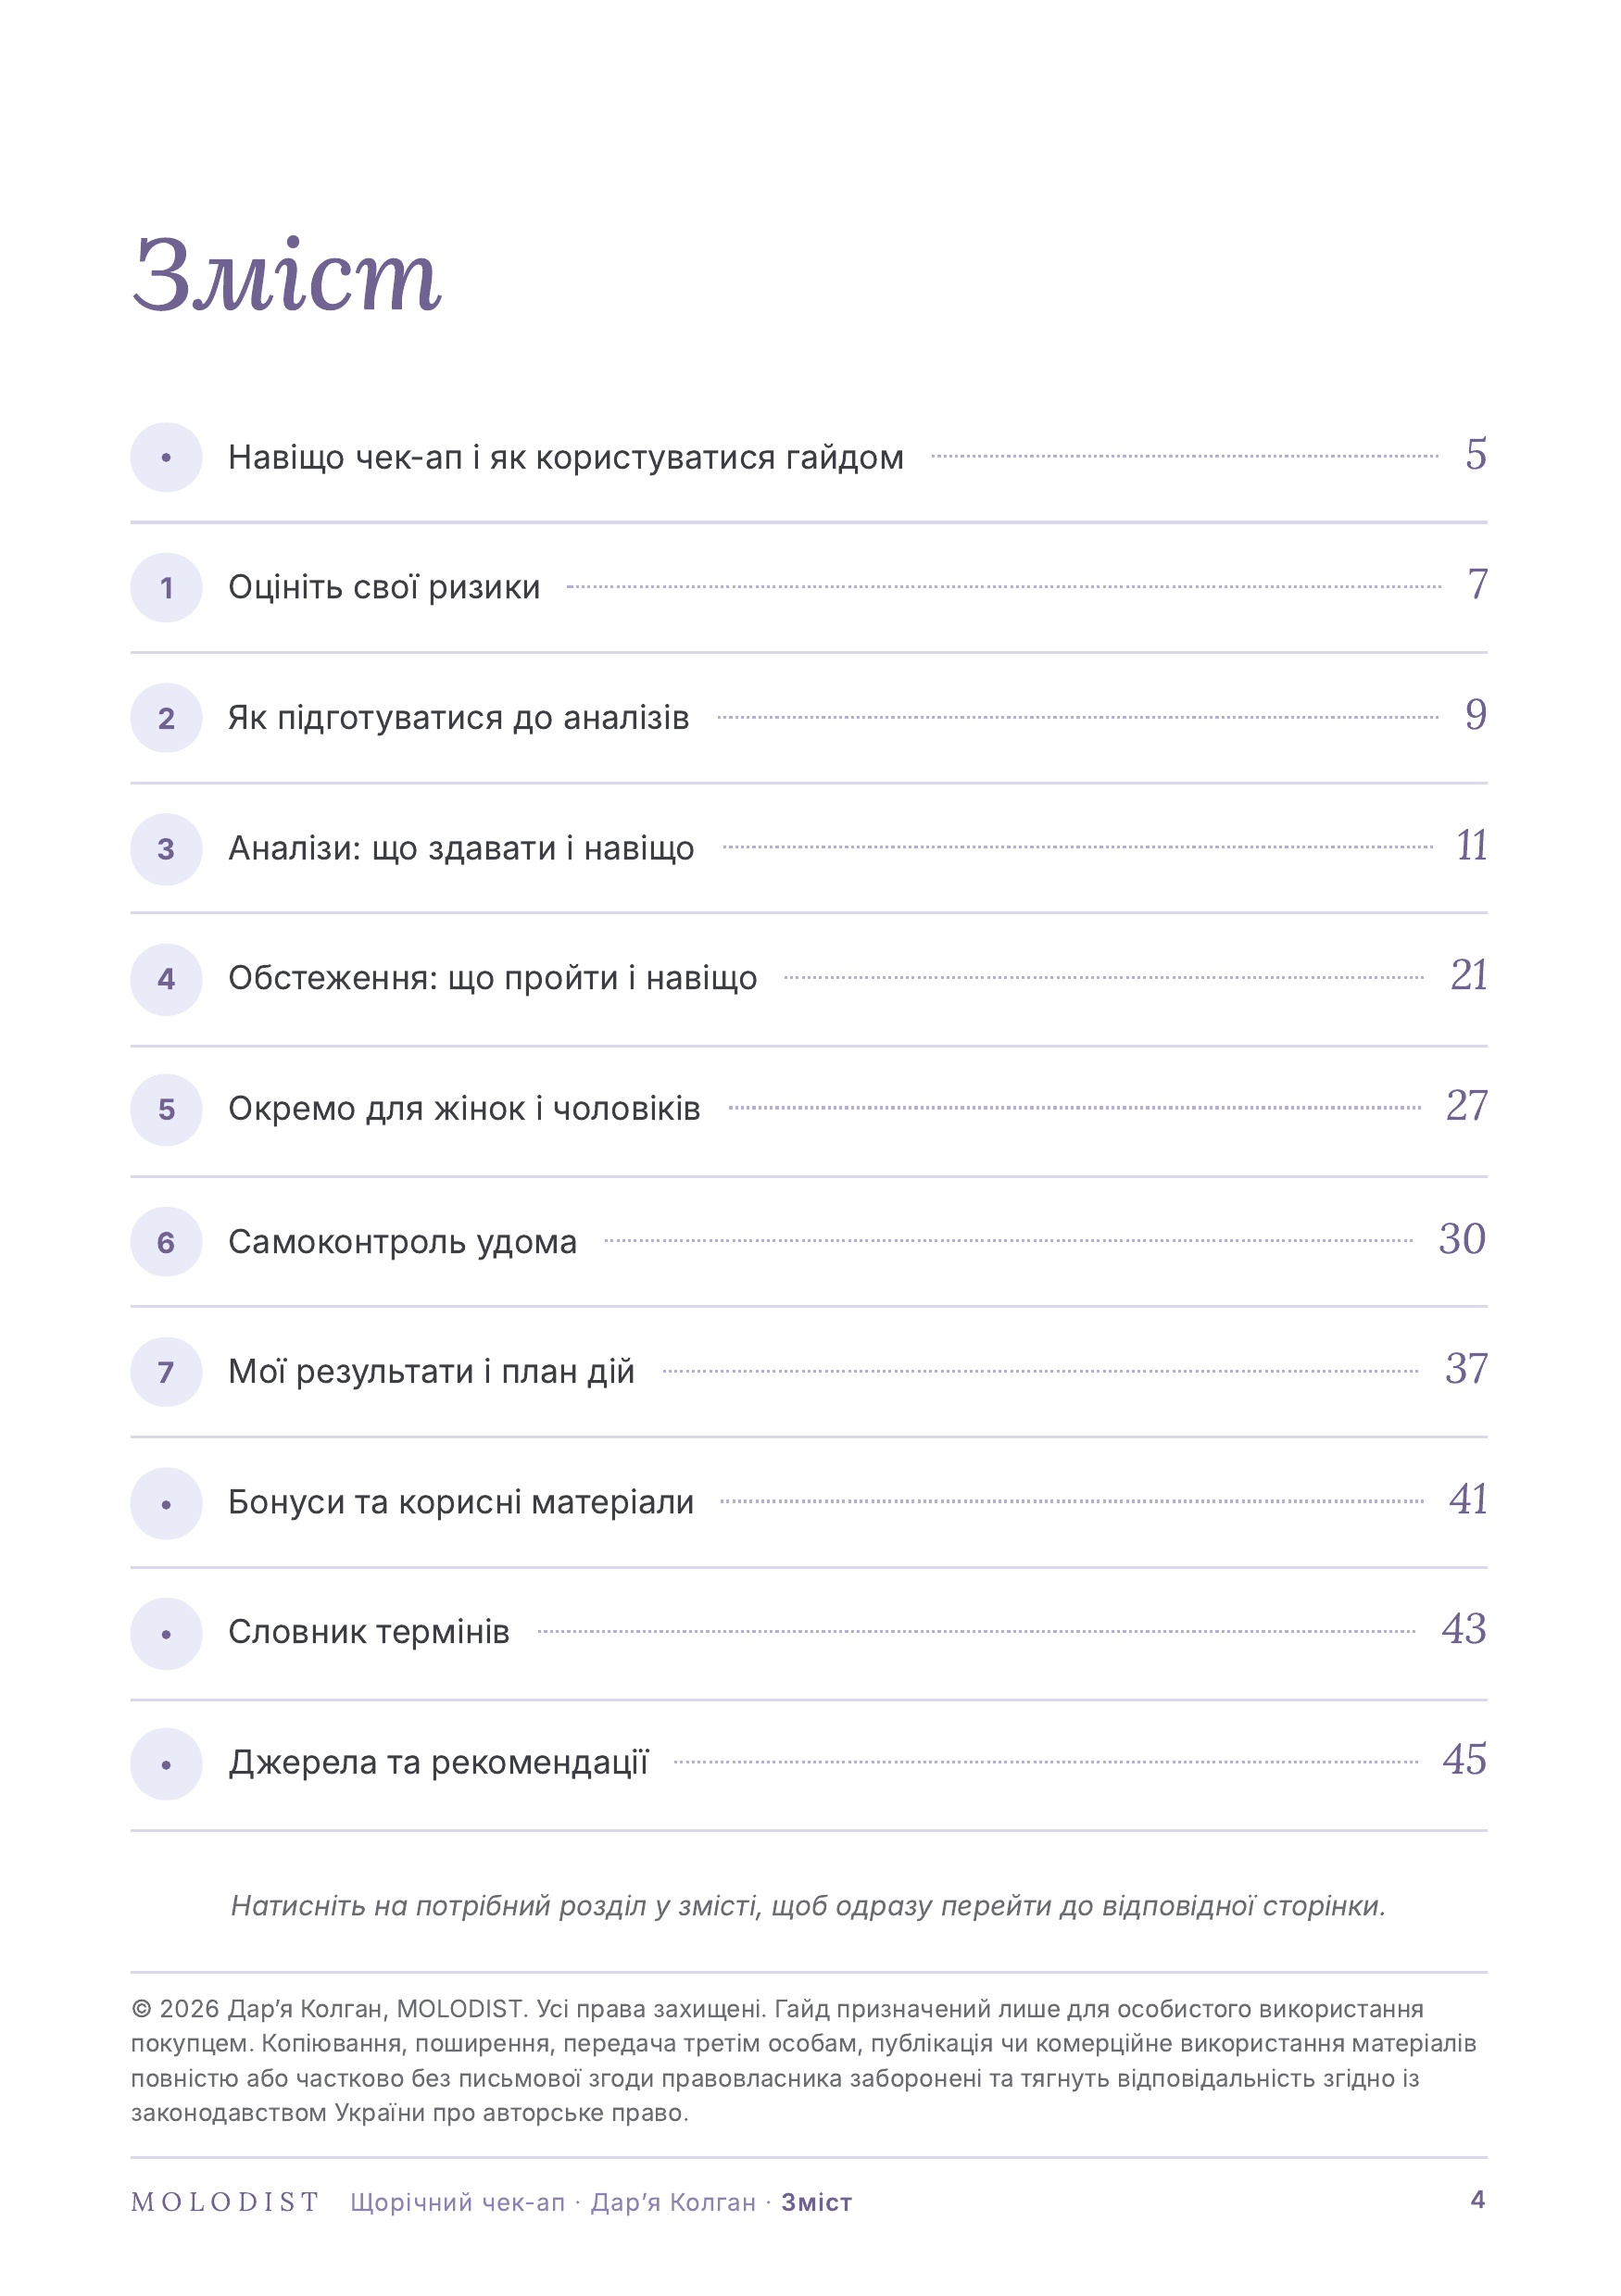 Зміст
• Навіщо чек-ап і як користуватися гайдом 5
1 Оцініть свої ризики 7
2 Як підготуватися до аналізів 9
3 Аналізи: що здавати і навіщо 11
4 Обстеження: що пройти і навіщо 21
5 Окремо для жінок і чоловіків 27
6 Самоконтроль удома 30
7 Мої результати і план дій 37
• Бонуси та корисні матеріали 41
• Словник термінів 43
• Джерела та рекомендації 45
Натисніть на потрібний розділ у змісті, щоб одразу перейти до відповідної сторінки.
© 2026 Дар’я Колган, MOLODIST. Усі права захищені. Гайд призначений лише для особистого використання
покупцем. Копіювання, поширення, передача третім особам, публікація чи комерційне використання матеріалів
повністю або частково без письмової згоди правовласника заборонені та тягнуть відповідальність згідно із
законодавством України про авторське право.
MOLODIST Щорічний чек-ап · Дар’я Колган · Зміст 4